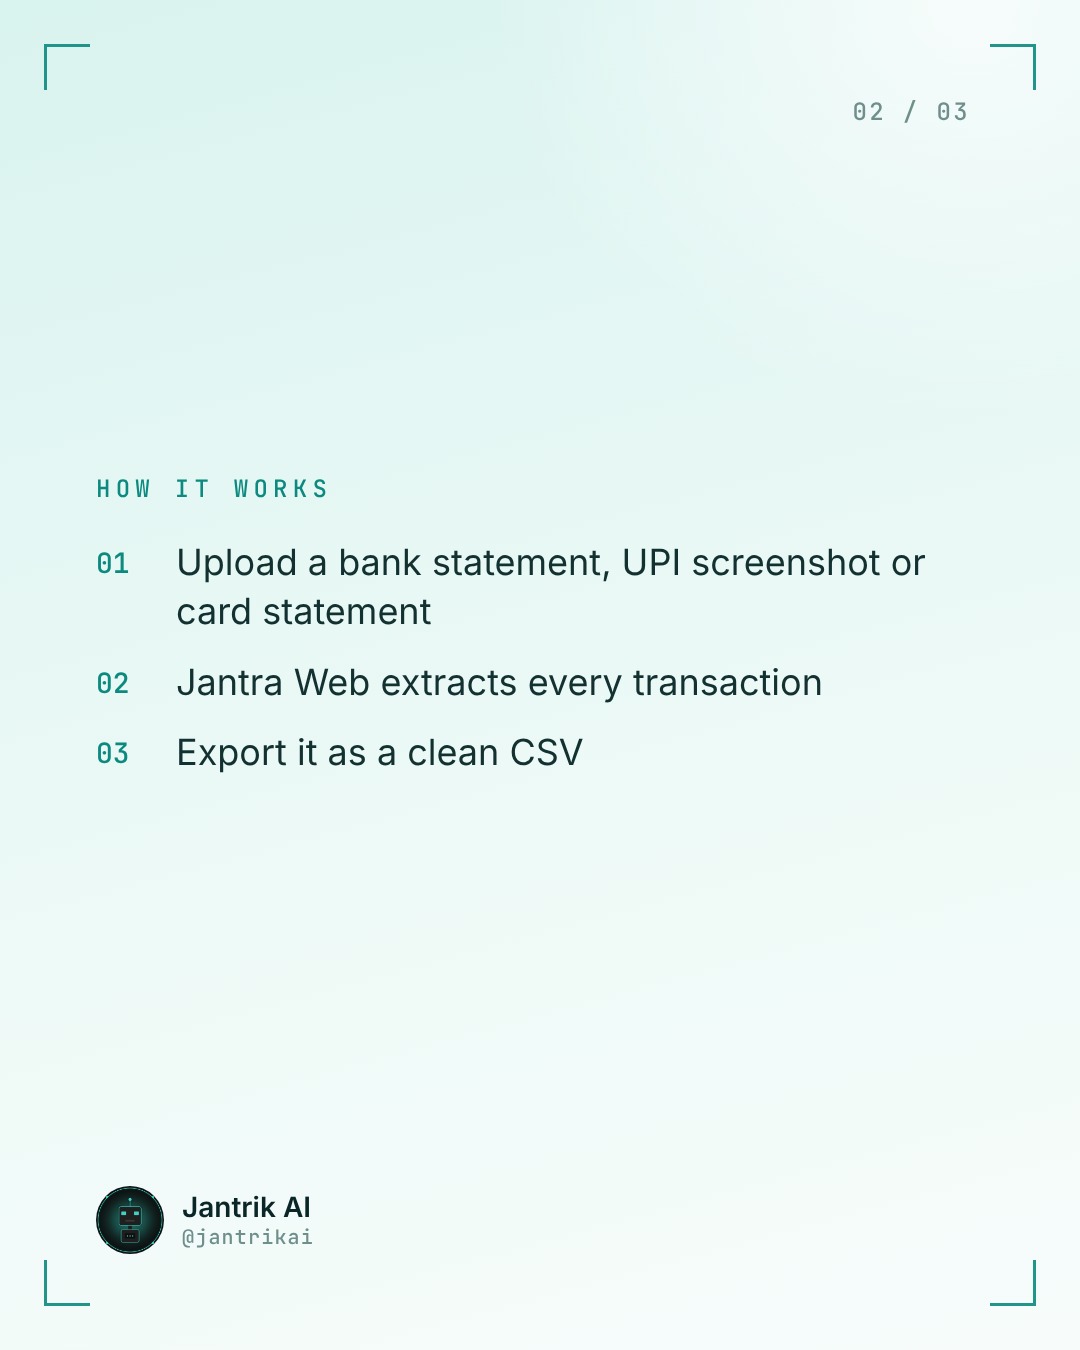 02 / 03
HOW IT WORKS
01 Upload a bank statement, UPI screenshot or
card statement
02 Jantra Web extracts every transaction
03 Export it as a clean CSV
Jantrik AI
@jantrikai